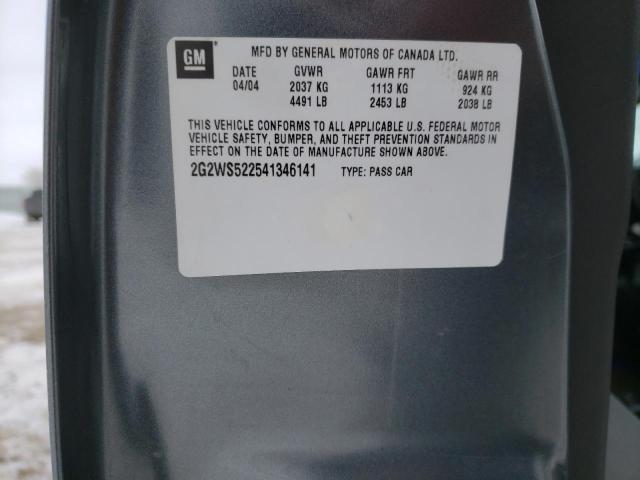 GM
MFD BY GENERAL MOTORS OF CANADA LTD.
DATE GVWR GAWR FRT GAWR RR
04/04 2037 KG 1113 KG 924 KG
4491 LB 2453 LB 2038 LB
THIS VEHICLE CONFORMS TO ALL APPLICABLE U.S. FEDERAL MOTOR
VEHICLE SAFETY, BUMPER, AND THEFT PREVENTION STANDARDS IN
EFFECT ON THE DATE OF MANUFACTURE SHOWN ABOVE.
2G2WS522541346141 TYPE: PASS CAR